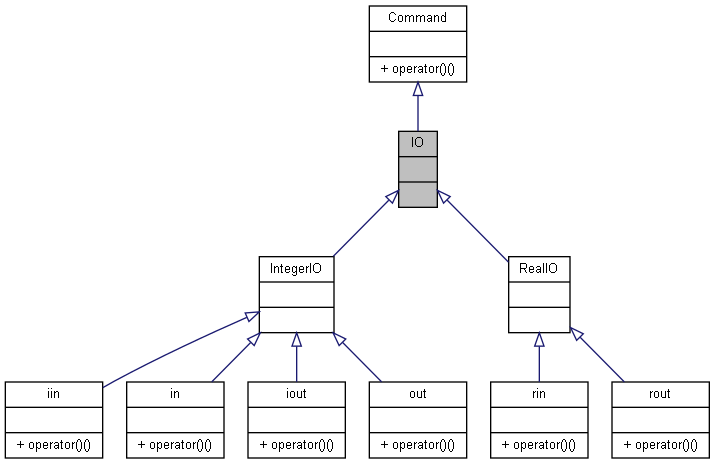 Command
+ operator()()
IO
IntegerIO
RealIO
iin
in
iout
out
rin
rout
+ operator()()
+ operator()()
+ operator()()
+ operator()()
+ operator()()
+ operator()()